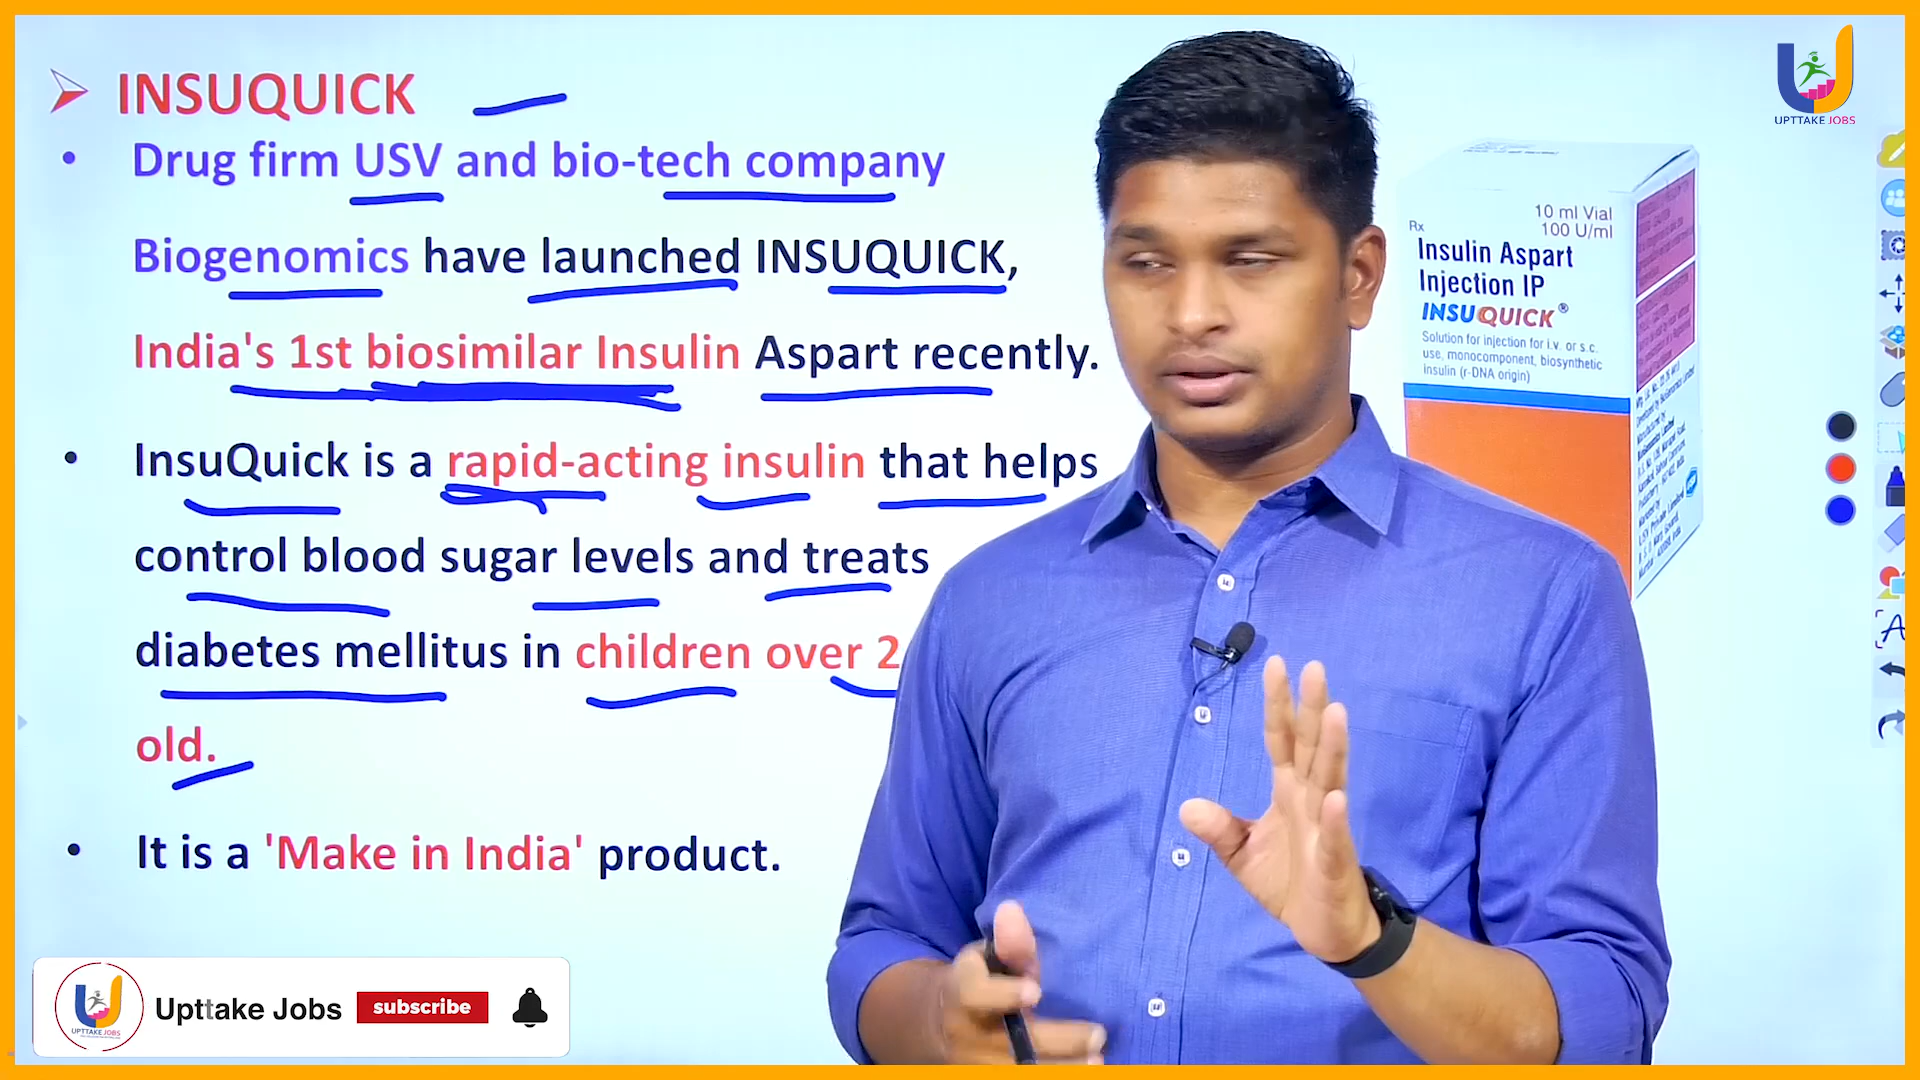 INSUQUICK
• Drug firm USV and bio-tech company
Biogenomics have launched INSUQUICK,
India's 1st biosimilar Insulin Aspart recently.
• InsuQuick is a rapid-acting insulin that helps
control blood sugar levels and treats
diabetes mellitus in children over 2
old.
• It is a 'Make in India' product.
UPTTAKE JOBS
10 ml Vial
Rx 100 U/ml
Insulin Aspart
Injection IP
INSUQUICK®
Solution for injection for i.v. or s.c.
use, monocomponent, biosynthetic
insulin (r-DNA origin)
UPTTAKE JOBS
Upttake Jobs subscribe